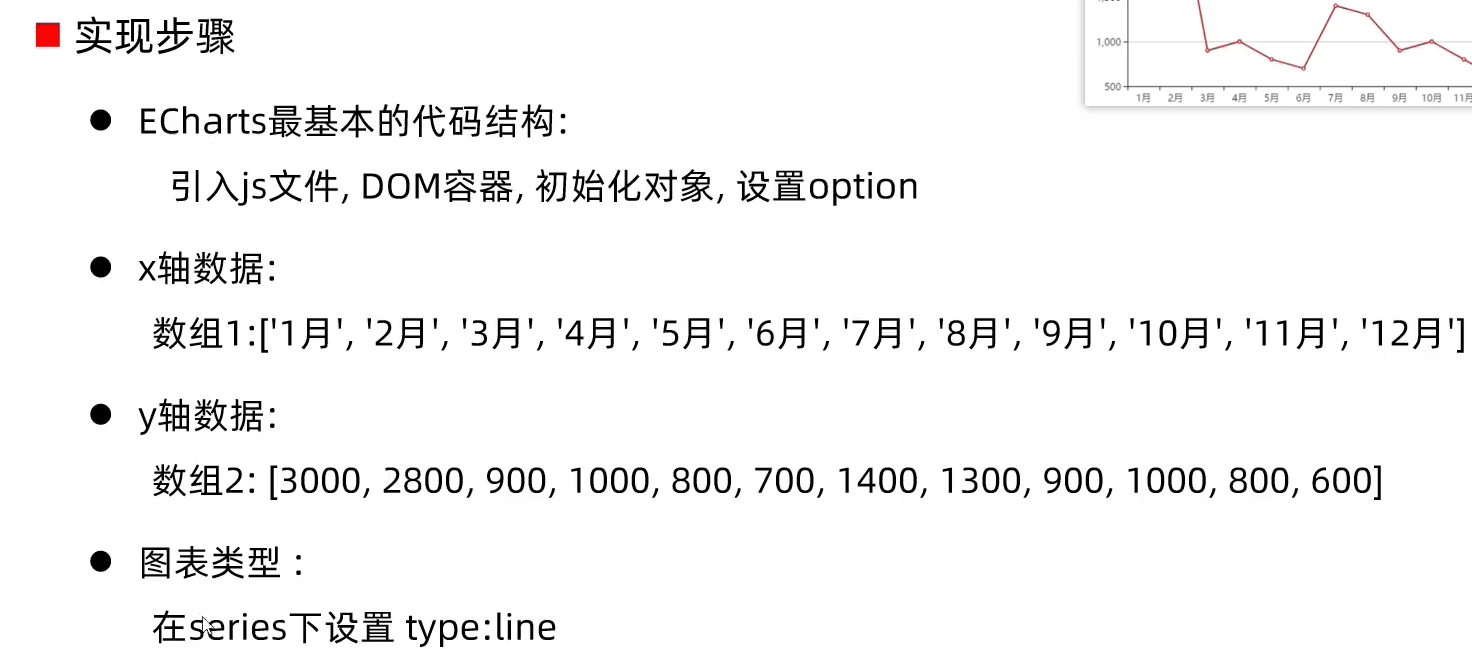 实现步骤
ECharts最基本的代码结构:
引入js文件, DOM容器, 初始化对象, 设置option
x轴数据:
数组1:['1月', '2月', '3月', '4月', '5月', '6月', '7月', '8月', '9月', '10月', '11月', '12月']
y轴数据:
数组2: [3000, 2800, 900, 1000, 800, 700, 1400, 1300, 900, 1000, 800, 600]
图表类型 :
在series下设置 type:line
1,000
500
1月 2月 3月 4月 5月 6月 7月 8月 9月 10月 11月